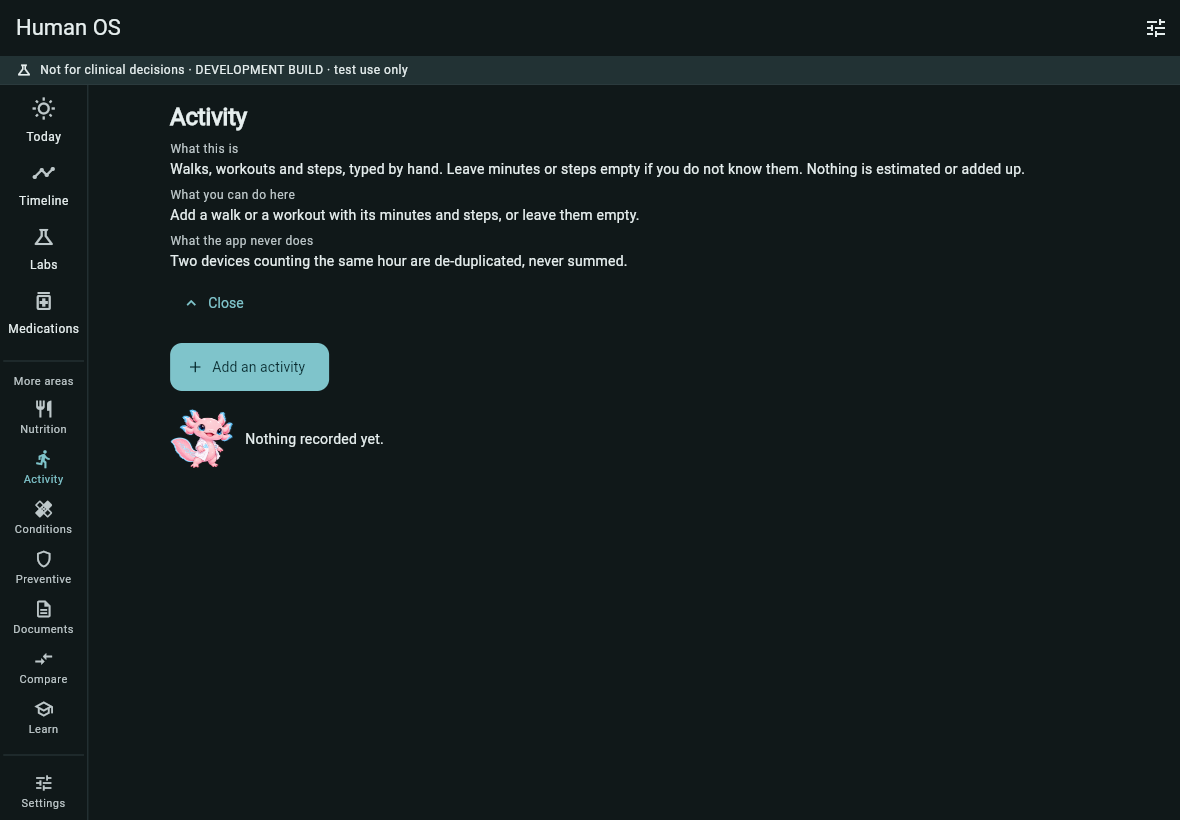 Human OS
Not for clinical decisions · DEVELOPMENT BUILD · test use only
Today
Timeline
Labs
Medications
More areas
Nutrition
Activity
Conditions
Preventive
Documents
Compare
Learn
Settings
Activity
What this is
Walks, workouts and steps, typed by hand. Leave minutes or steps empty if you do not know them. Nothing is estimated or added up.
What you can do here
Add a walk or a workout with its minutes and steps, or leave them empty.
What the app never does
Two devices counting the same hour are de-duplicated, never summed.
Close
Add an activity
Nothing recorded yet.